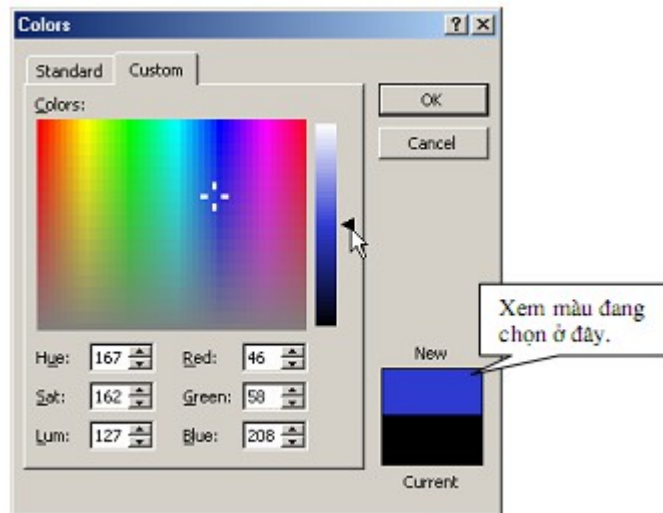 Colors
Standard Custom
Colors:
OK
Cancel
Xem màu đang
chọn ở đây.
New
Hue: 167 Red: 46
Sat: 162 Green: 58
Lum: 127 Blue: 208
Current